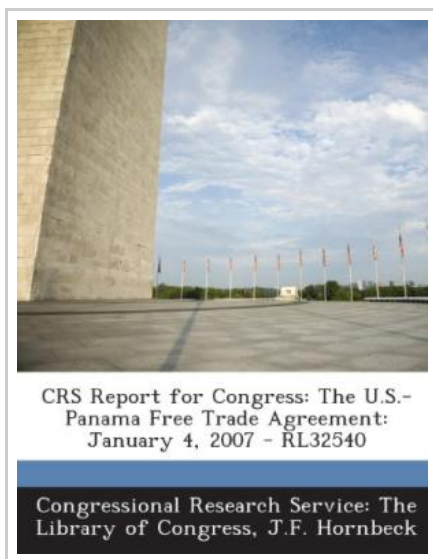 CRS Report for Congress: The U.S.-
Panama Free Trade Agreement:
January 4, 2007 - RL32540
Congressional Research Service: The
Library of Congress, J.F. Hornbeck